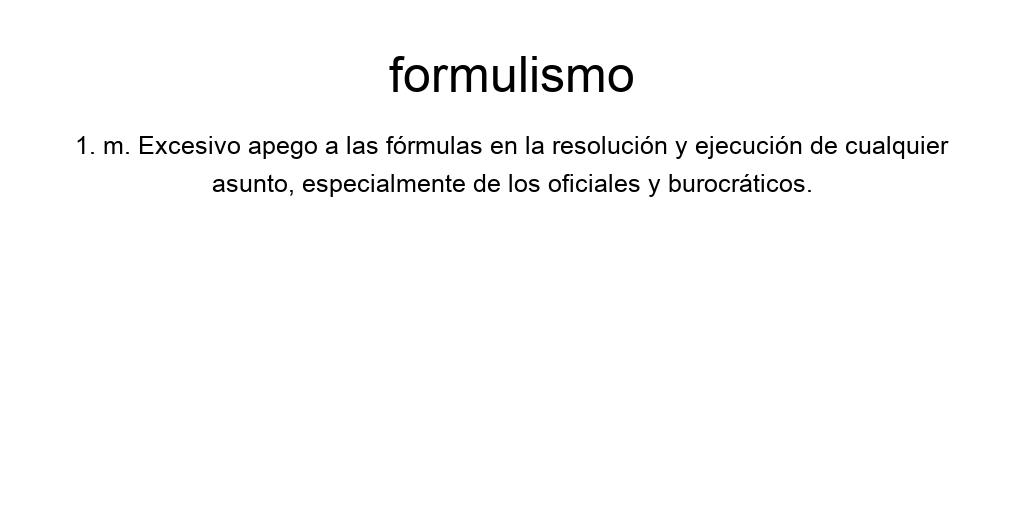 formulismo
1. m. Excesivo apego a las fórmulas en la resolución y ejecución de cualquier
asunto, especialmente de los oficiales y burocráticos.